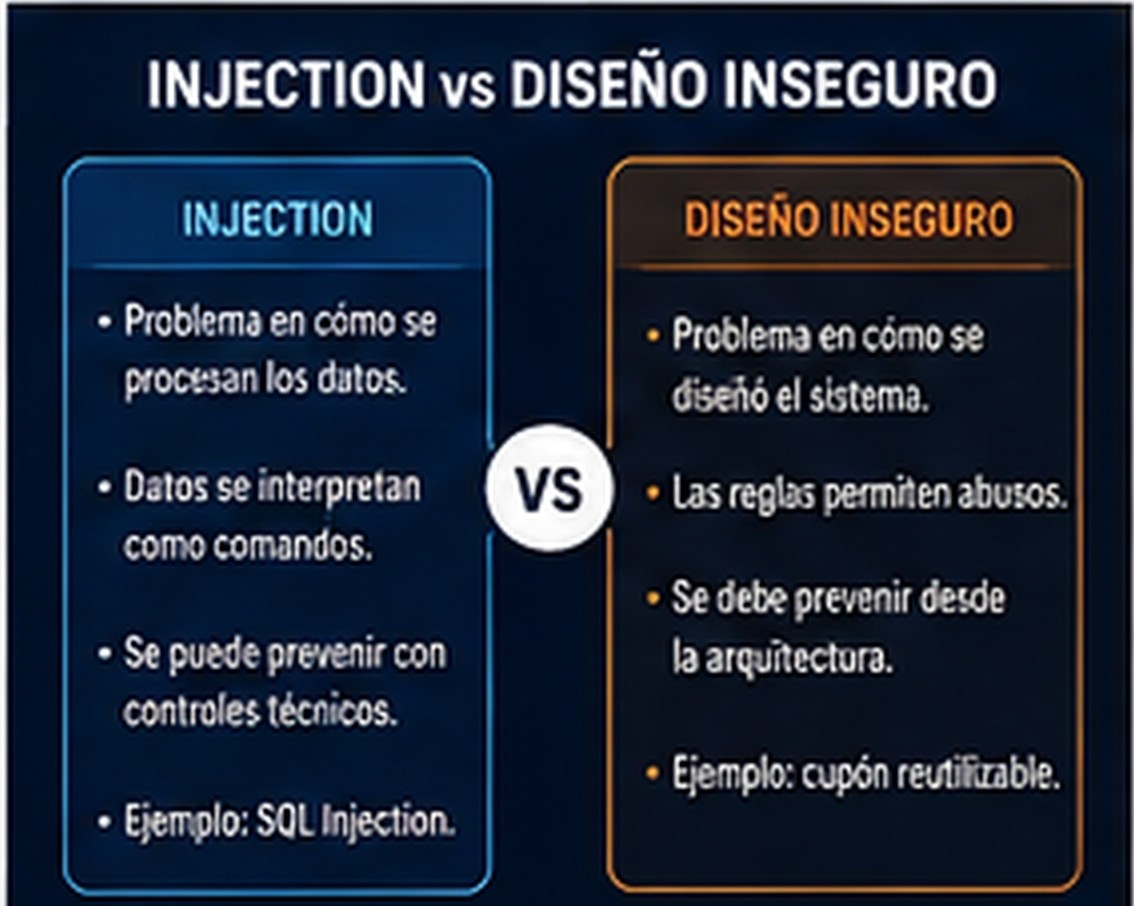 INJECTION vs DISEÑO INSEGURO
INJECTION
• Problema en cómo se
procesan los datos.
• Datos se interpretan
como comandos.
• Se puede prevenir con
controles técnicos.
• Ejemplo: SQL Injection.
VS
DISEÑO INSEGURO
• Problema en cómo se
diseñó el sistema.
• Las reglas permiten abusos.
• Se debe prevenir desde
la arquitectura.
• Ejemplo: cupón reutilizable.